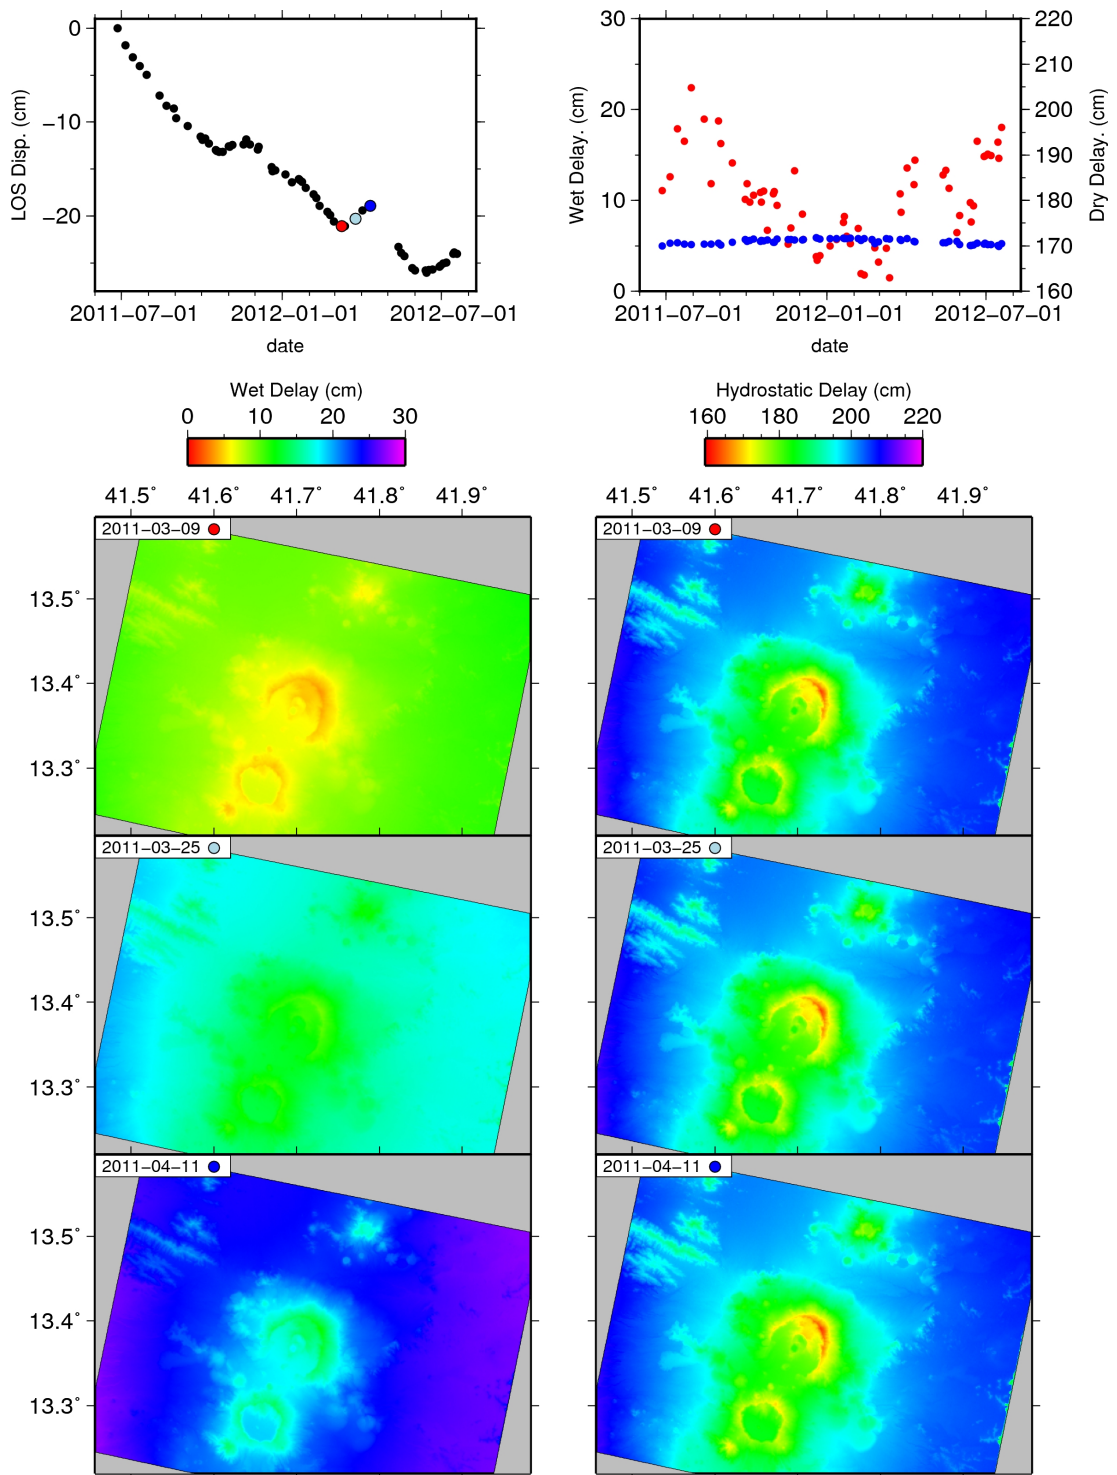 0
−10
−20
LOS Disp. (cm)
2011−07−01 2012−01−01 2012−07−01
date
30
20
10
0
Wet Delay. (cm)
220
210
200
190
180
170
160
Dry Delay. (cm)
2011−07−01 2012−01−01 2012−07−01
date
Wet Delay (cm)
0 10 20 30
Hydrostatic Delay (cm)
160 180 200 220
41.5˚ 41.6˚ 41.7˚ 41.8˚ 41.9˚
41.5˚ 41.6˚ 41.7˚ 41.8˚ 41.9˚
2011−03−09
2011−03−09
13.5˚
13.4˚
13.3˚
2011−03−25
2011−03−25
13.5˚
13.4˚
13.3˚
2011−04−11
2011−04−11
13.5˚
13.4˚
13.3˚